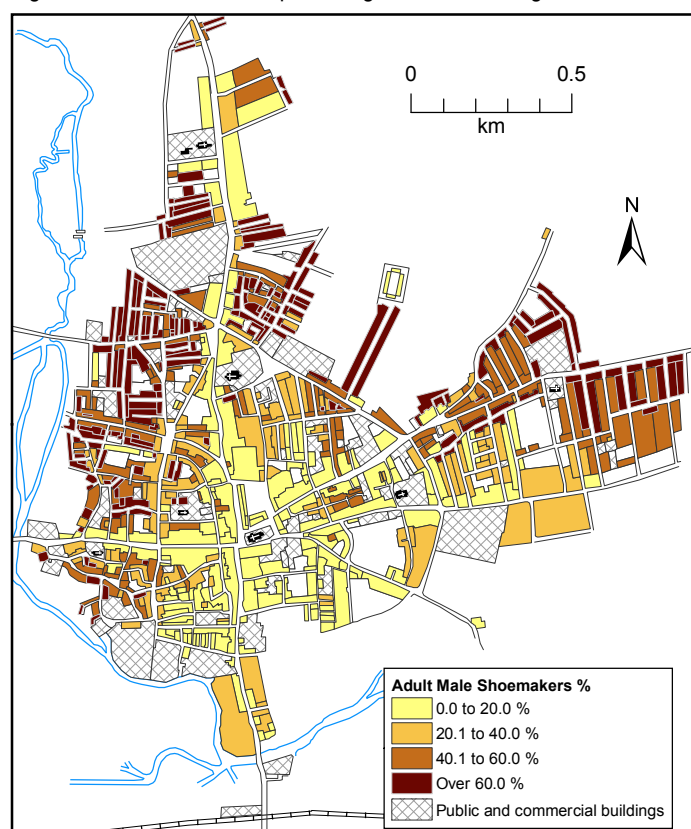 0 0.5
km
N
Adult Male Shoemakers %
0.0 to 20.0 %
20.1 to 40.0 %
40.1 to 60.0 %
Over 60.0 %
Public and commercial buildings